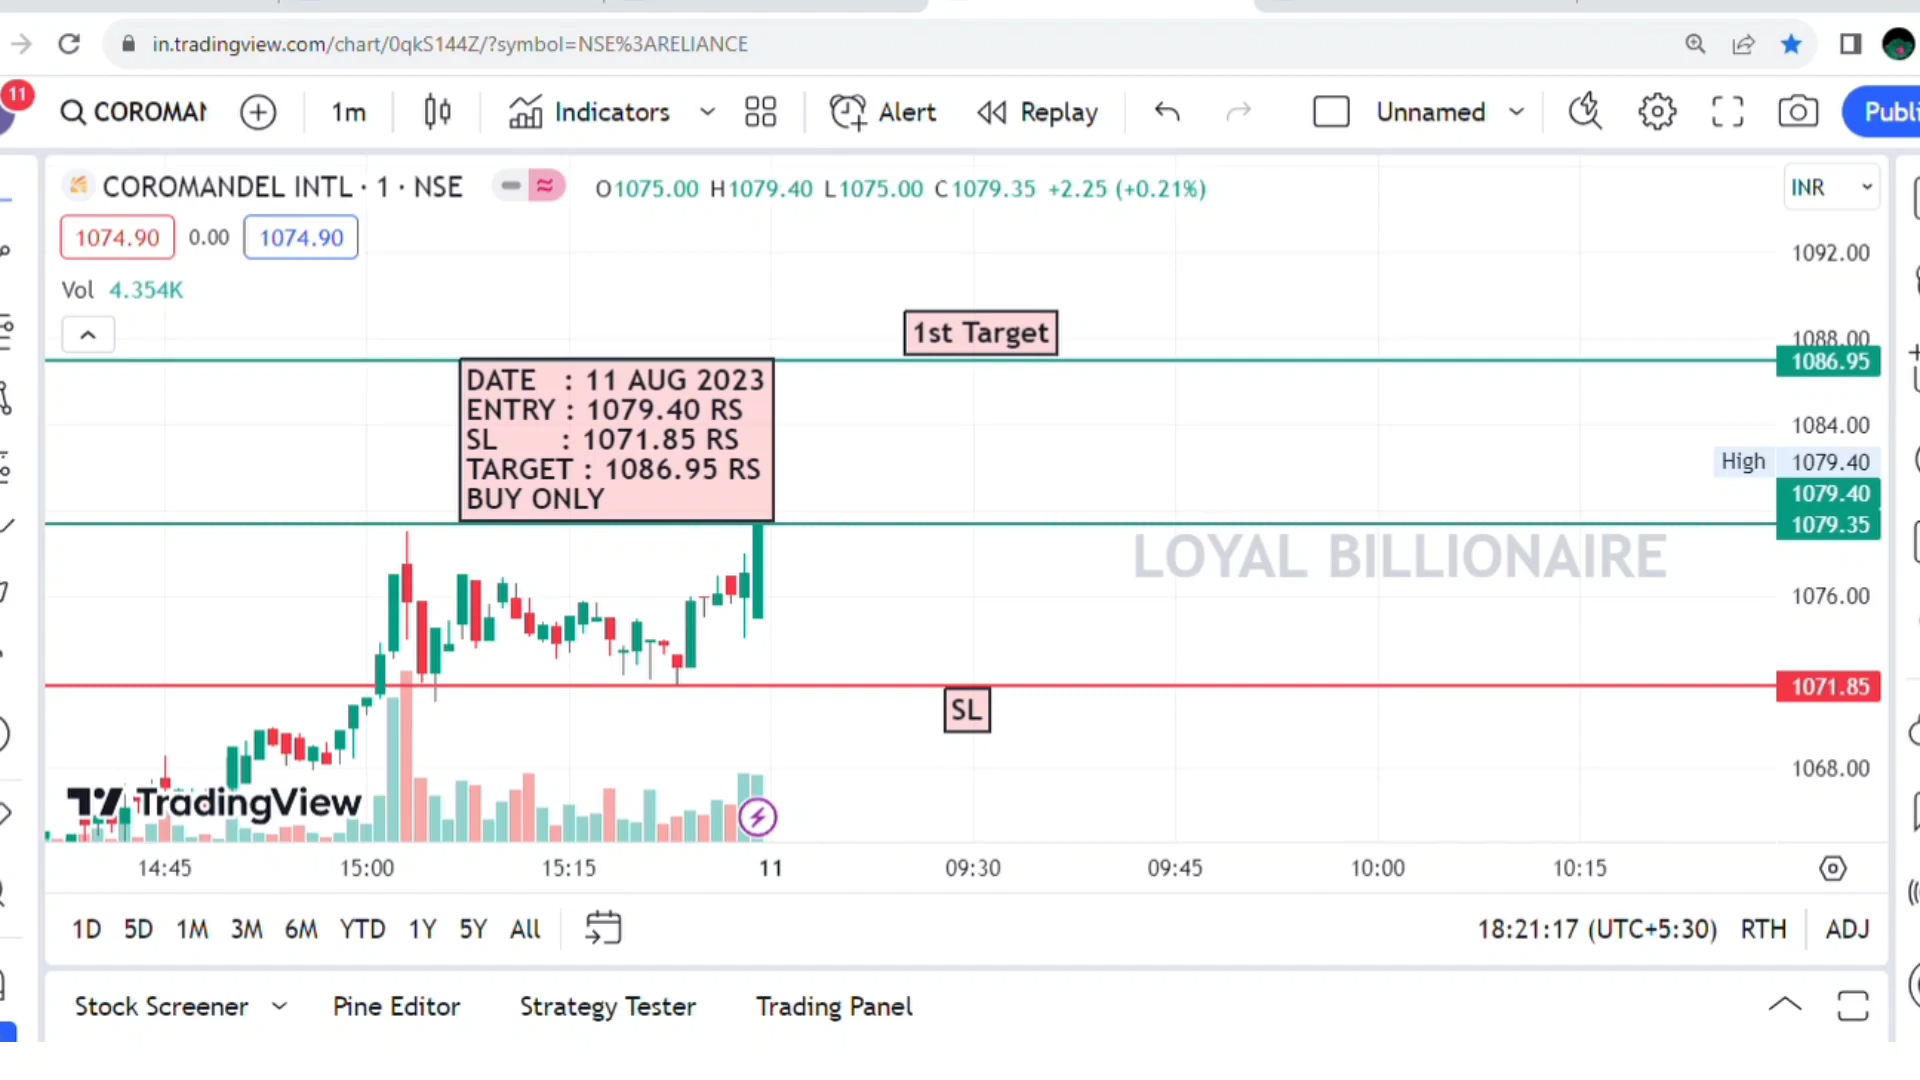 in.tradingview.com/chart/0qkS144Z/?symbol=NSE%3ARELIANCE
11
COROMAN
1m
Indicators
Alert
Replay
Unnamed
Publi
COROMANDEL INTL · 1 · NSE
O1075.00 H1079.40 L1075.00 C1079.35 +2.25 (+0.21%)
INR
1074.90 0.00 1074.90
Vol 4.354K
1092.00
1st Target
1088.00
1086.95
DATE : 11 AUG 2023
ENTRY : 1079.40 RS
SL : 1071.85 RS
TARGET : 1086.95 RS
BUY ONLY
1084.00
High 1079.40
1079.40
1079.35
LOYAL BILLIONAIRE
1076.00
1071.85
SL
1068.00
TradingView
14:45 15:00 15:15 11 09:30 09:45 10:00 10:15
1D 5D 1M 3M 6M YTD 1Y 5Y All
18:21:17 (UTC+5:30) RTH ADJ
Stock Screener Pine Editor Strategy Tester Trading Panel